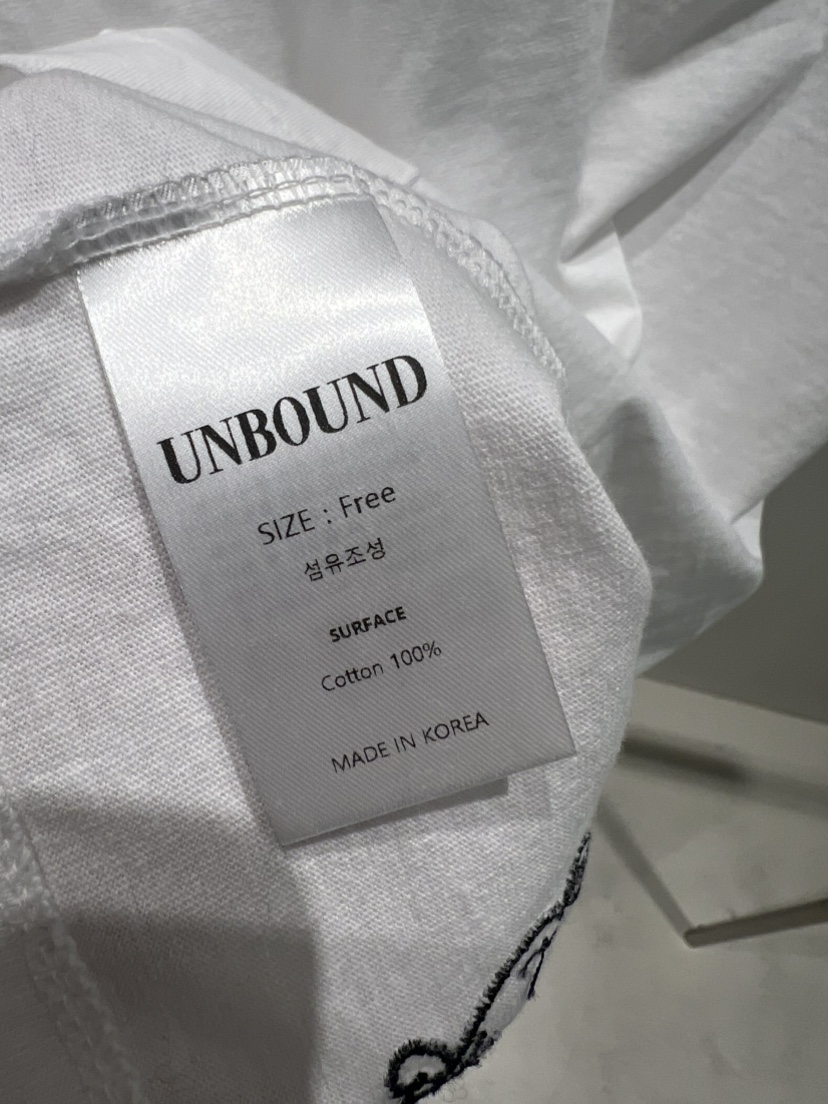 UNBOUND
SIZE : Free
섬유조성
SURFACE
Cotton 100%
MADE IN KOREA